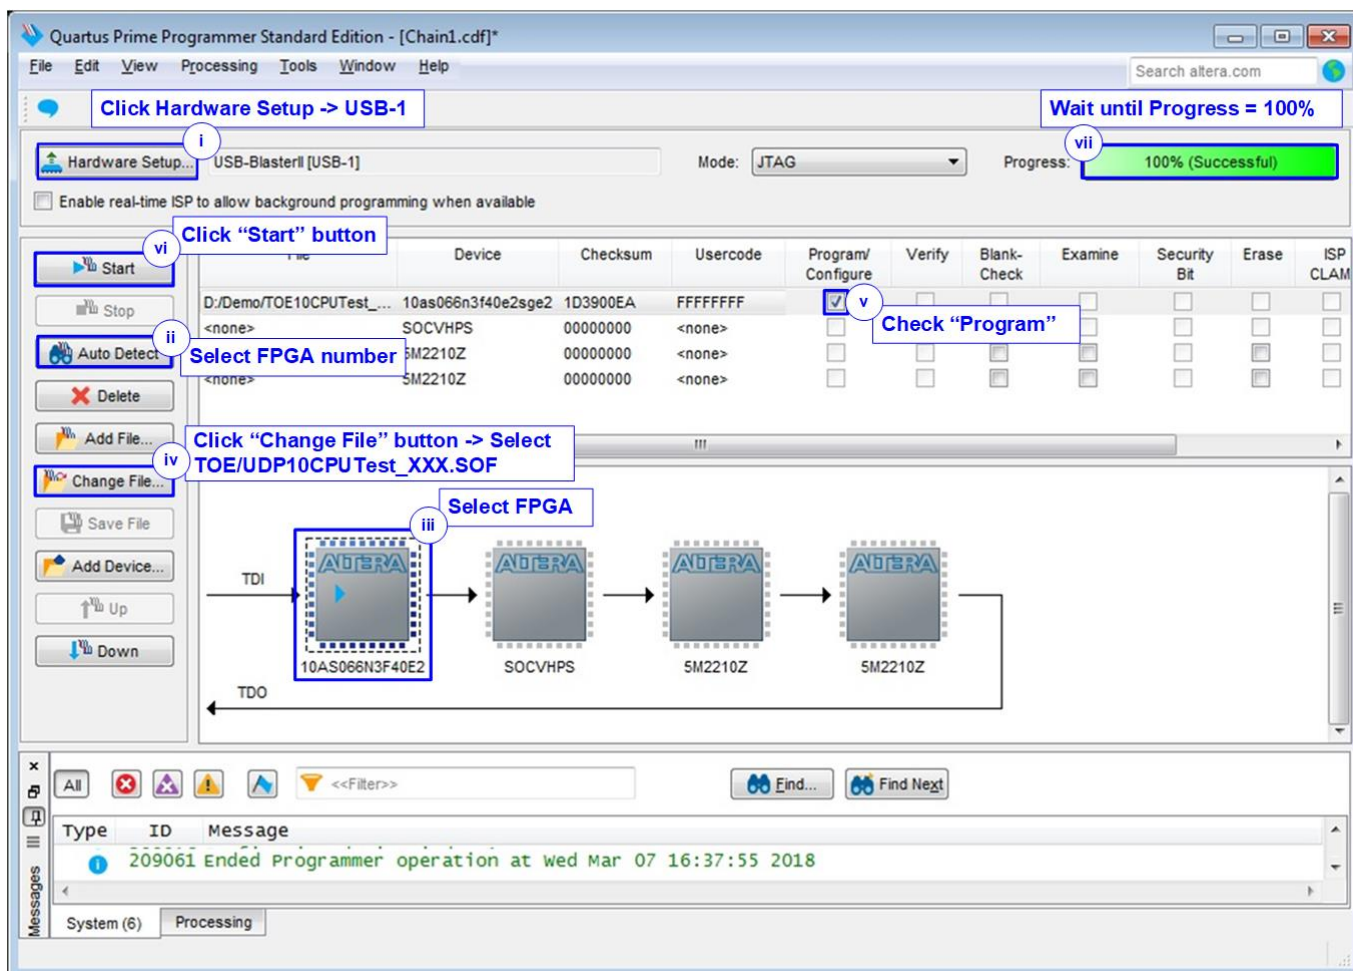 Quartus Prime Programmer Standard Edition - [Chain1.cdf]*
File Edit View Processing Tools Window Help
Search altera.com
Click Hardware Setup -> USB-1
Wait until Progress = 100%
i
vii
Hardware Setup...
USB-BlasterII [USB-1]
Mode: JTAG
Progress: 100% (Successful)
Enable real-time ISP to allow background programming when available
vi
Click “Start” button
Start
Device Checksum Usercode Program/ Configure Verify Blank- Check Examine Security Bit Erase ISP CLAM
D:/Demo/TOE10CPUTest_... 10as066n3f40e2sge2 1D3900EA FFFFFFFF
v
Check “Program”
Stop
<none> SOCVHPS 00000000 <none>
ii
Select FPGA number
Auto Detect
5M2210Z 00000000 <none>
<none> 5M2210Z 00000000 <none>
Delete
Add File...
Click “Change File” button -> Select
TOE/UDP10CPUTest_XXX.SOF
iv
Change File...
Select FPGA
iii
Save File
Add Device...
Up
Down
TDI
ALTERA ALTERA ALTERA ALTERA
10AS066N3F40E2 SOCVHPS 5M2210Z 5M2210Z
TDO
All
<<Filter>>
Find...
Find Next
Type ID Message
209061 Ended Programmer operation at Wed Mar 07 16:37:55 2018
Messages
System (6) Processing